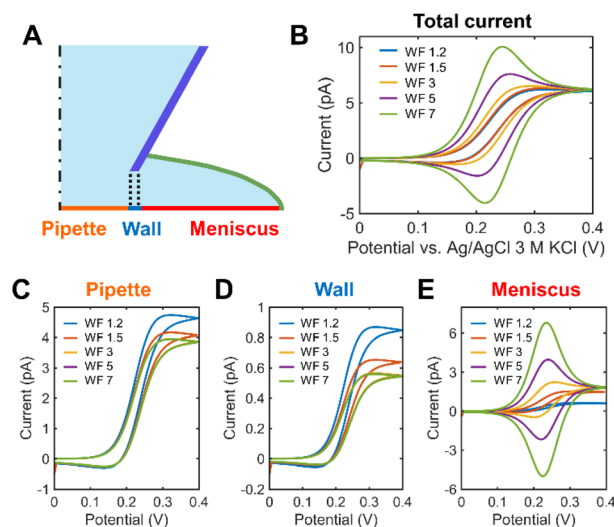 A
Pipette Wall Meniscus
B
Total current
WF 1.2
WF 1.5
WF 3
WF 5
WF 7
Current (pA)
10
5
0
-5
0 0.1 0.2 0.3 0.4
Potential vs. Ag/AgCl 3 M KCl (V)
C
Pipette
WF 1.2
WF 1.5
WF 3
WF 5
WF 7
Current (pA)
5
4
3
2
1
0
-1
0 0.1 0.2 0.3 0.4
Potential (V)
D
Wall
WF 1.2
WF 1.5
WF 3
WF 5
WF 7
Current (pA)
1
0.8
0.6
0.4
0.2
0
-0.2
0 0.1 0.2 0.3 0.4
Potential (V)
E
Meniscus
WF 1.2
WF 1.5
WF 3
WF 5
WF 7
Current (pA)
6
3
0
-3
-6
0 0.1 0.2 0.3 0.4
Potential (V)